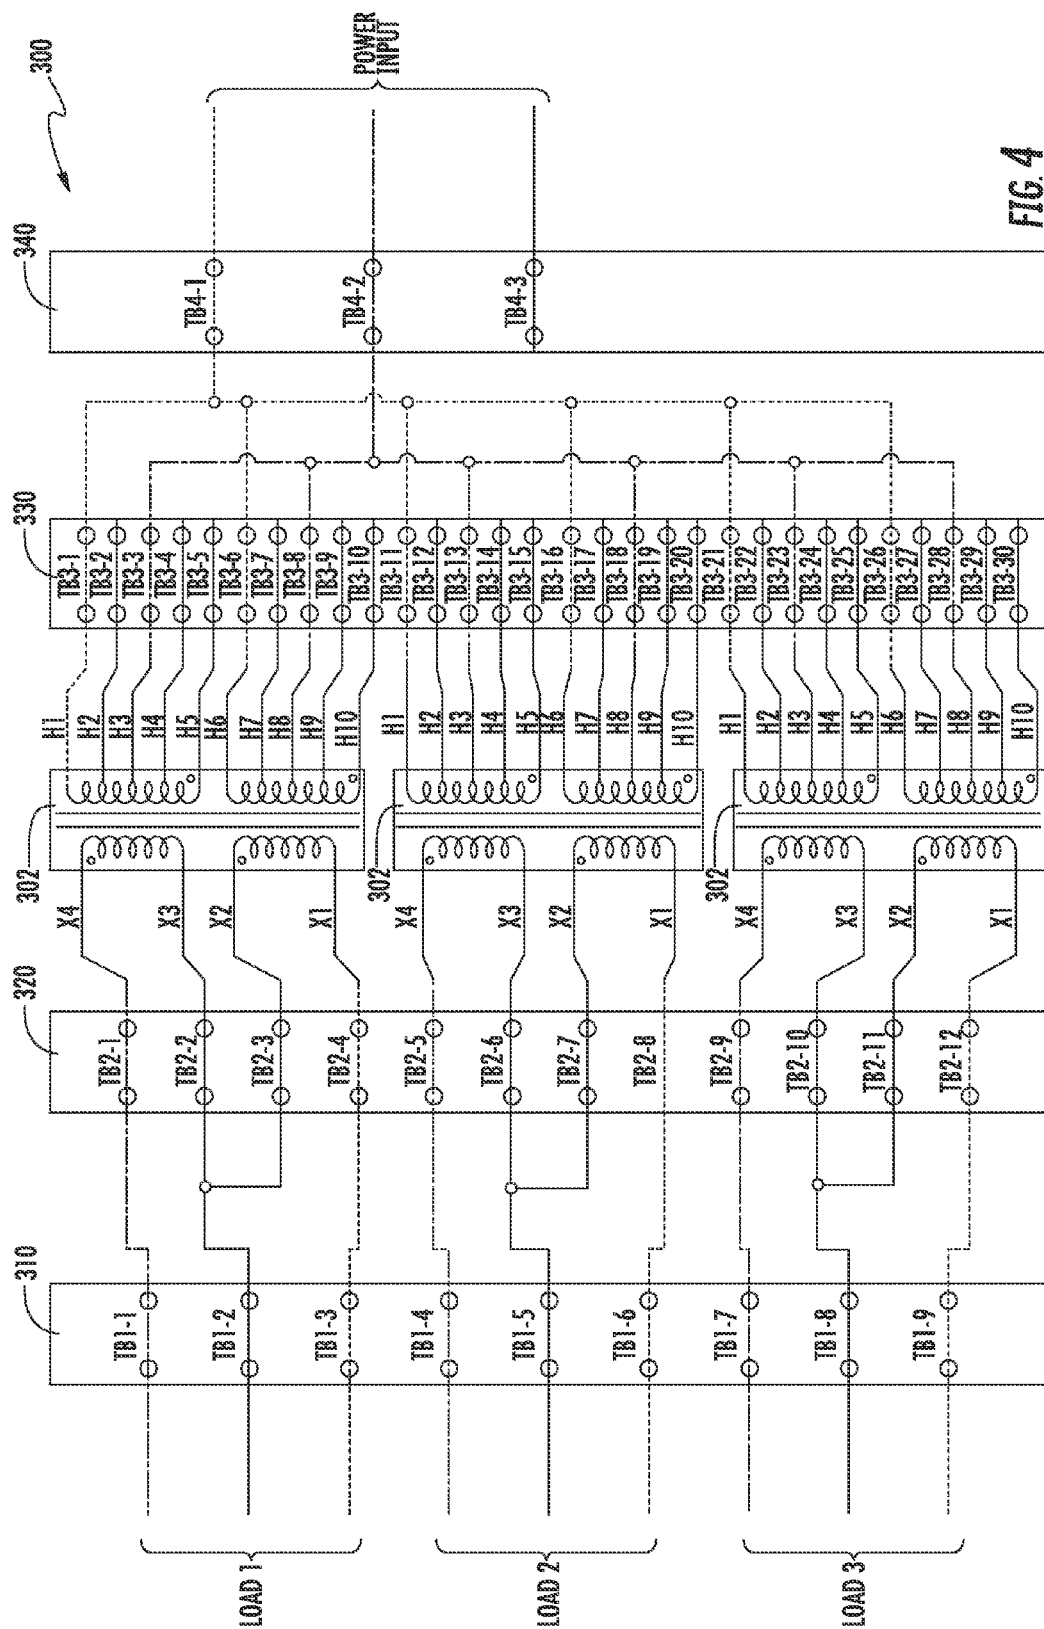 300
POWER
INPUT
340
TB4-1
TB4-2
TB4-3
330
TB3-1
TB3-2
TB3-3
TB3-4
TB3-5
TB3-6
TB3-7
TB3-8
TB3-9
TB3-10
TB3-11
TB3-12
TB3-13
TB3-14
TB3-15
TB3-16
TB3-17
TB3-18
TB3-19
TB3-20
TB3-21
TB3-22
TB3-23
TB3-24
TB3-25
TB3-26
TB3-27
TB3-28
TB3-29
TB3-30
H1
H2
H3
H4
H5
H6
H7
H8
H9
H10
H1
H2
H3
H4
H5
H6
H7
H8
H9
H10
H1
H2
H3
H4
H5
H6
H7
H8
H9
H10
302
302
302
X4
X3
X2
X1
X4
X3
X2
X1
X4
X3
X2
X1
320
TB2-1
TB2-2
TB2-3
TB2-4
TB2-5
TB2-6
TB2-7
TB2-8
TB2-9
TB2-10
TB2-11
TB2-12
310
TB1-1
TB1-2
TB1-3
TB1-4
TB1-5
TB1-6
TB1-7
TB1-8
TB1-9
LOAD 1
LOAD 2
LOAD 3
FIG. 4